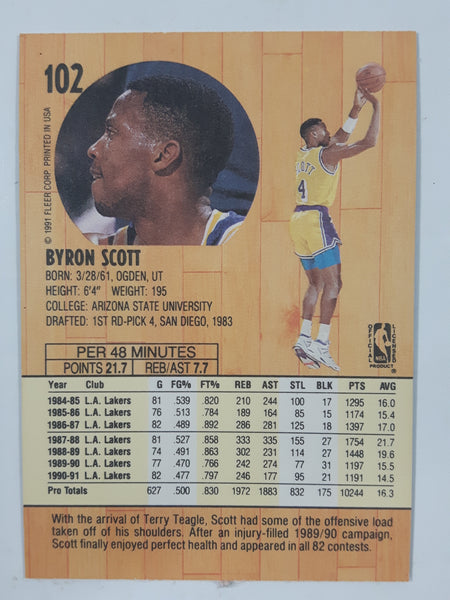 102
© 1991 FLEER CORP. PRINTED IN USA
SCOTT
4
BYRON SCOTT
BORN: 3/28/61, OGDEN, UT
HEIGHT: 6'4" WEIGHT: 195
COLLEGE: ARIZONA STATE UNIVERSITY
DRAFTED: 1ST RD-PICK 4, SAN DIEGO, 1983
OFFICIAL LICENSED
NBA
PRODUCT ®
PER 48 MINUTES
POINTS 21.7 REB/AST 7.7
Year Club G FG% FT% REB AST STL BLK PTS AVG
1984-85 L.A. Lakers 81 .539 .820 210 244 100 17 1295 16.0
1985-86 L.A. Lakers 76 .513 .784 189 164 85 15 1174 15.4
1986-87 L.A. Lakers 82 .489 .892 286 281 125 18 1397 17.0
1987-88 L.A. Lakers 81 .527 .858 333 335 155 27 1754 21.7
1988-89 L.A. Lakers 74 .491 .863 302 231 114 27 1448 19.6
1989-90 L.A. Lakers 77 .470 .766 242 274 77 31 1197 15.5
1990-91 L.A. Lakers 82 .477 .797 246 177 95 21 1191 14.5
Pro Totals 627 .500 .830 1972 1883 832 175 10244 16.3
With the arrival of Terry Teagle, Scott had some of the offensive load
taken off of his shoulders. After an injury-filled 1989/90 campaign,
Scott finally enjoyed perfect health and appeared in all 82 contests.